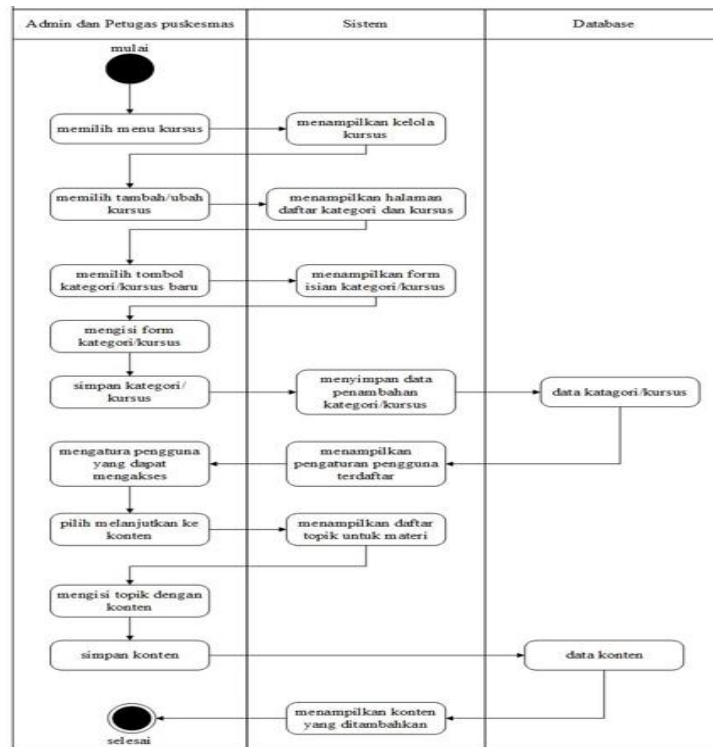 Admin dan Petugas puskesmas
Sistem
Database
mulai
memilih menu kursus
menampilkan kelola
kursus
memilih tambah/ubah
kursus
menampilkan halaman
daftar kategori dan kursus
memilih tombol
kategori/kursus baru
menampilkan form
isian kategori/kursus
mengisi form
kategori/kursus
simpan kategori/
kursus
menyimpan data
penambahan
kategori/kursus
data katagori/kursus
mengatura pengguna
yang dapat
mengakses
menampilkan
pengaturan pengguna
terdaftar
pilih melanjutkan ke
konten
menampilkan daftar
topik untuk materi
mengisi topik dengan
konten
simpan konten
data konten
menampilkan konten
yang ditambahkan
selesai